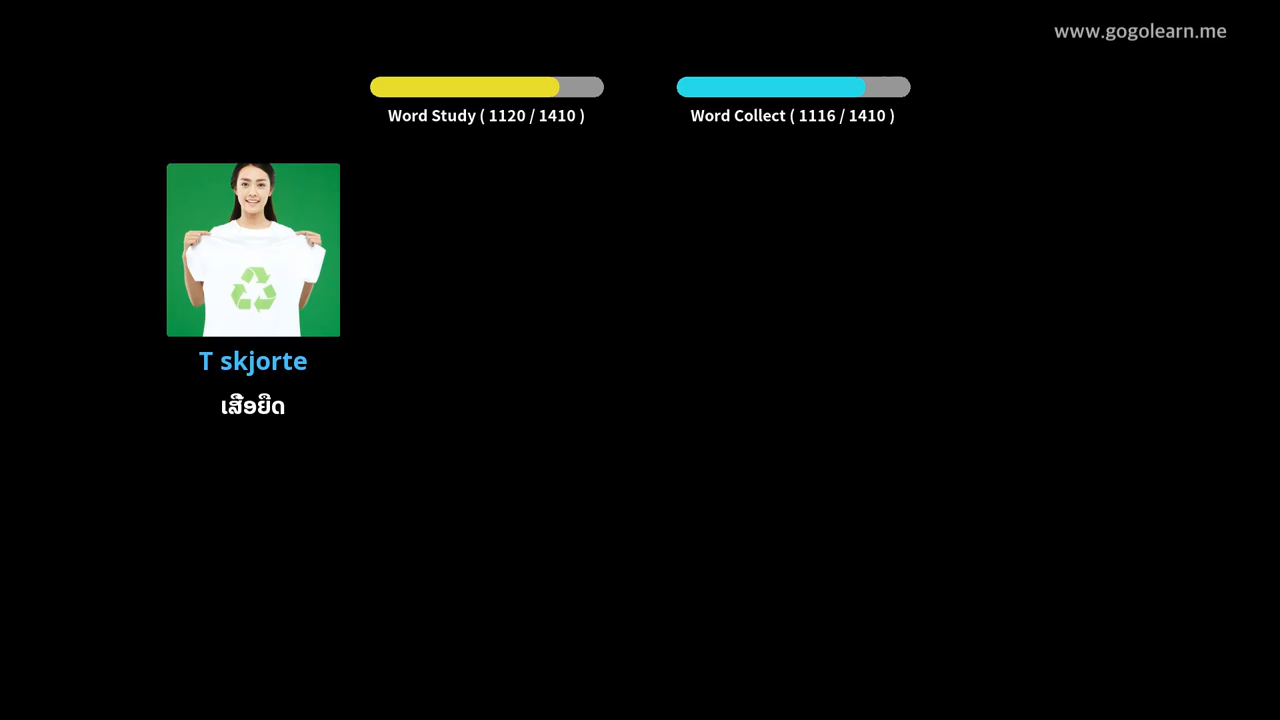 www.gogolearn.me
Word Study ( 1120 / 1410 )
Word Collect ( 1116 / 1410 )
T skjorte
ເສື້ອຍືດ